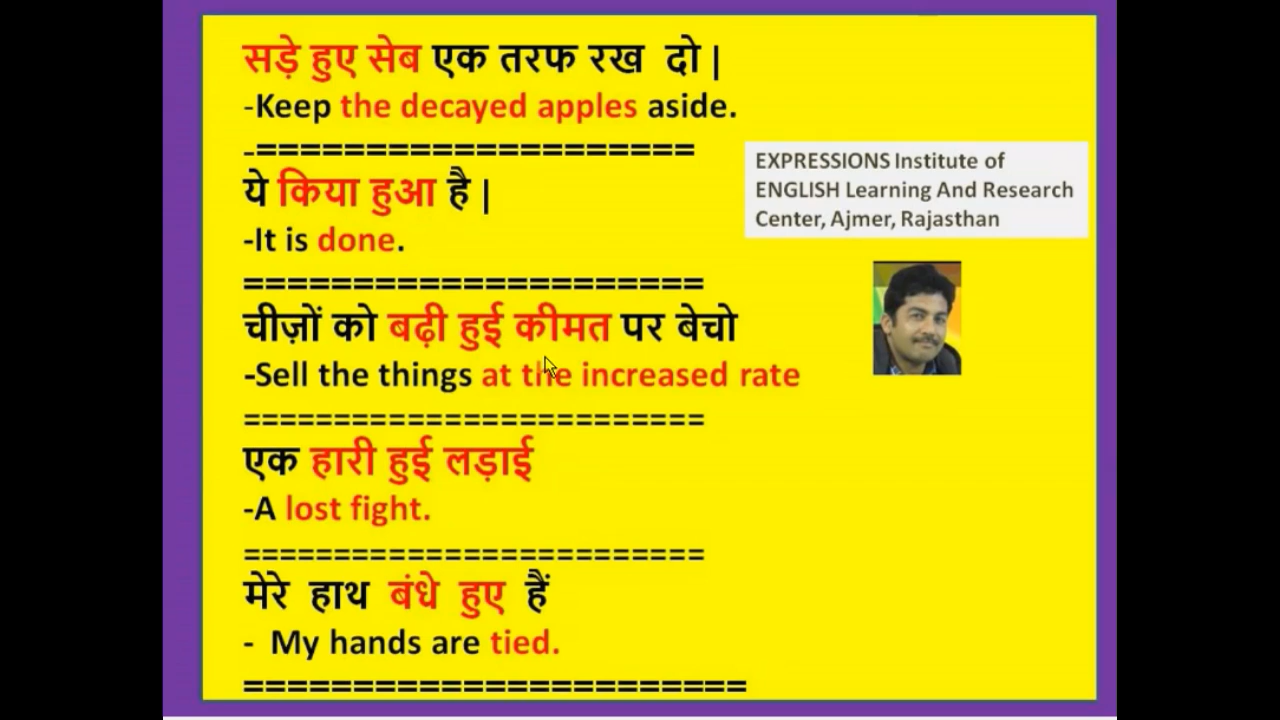 सड़े हुए सेब एक तरफ रख दो |
-Keep the decayed apples aside.
-====================
ये किया हुआ है |
-It is done.
=====================
चीज़ों को बढ़ी हुई कीमत पर बेचो
-Sell the things at the increased rate
=========================
एक हारी हुई लड़ाई
-A lost fight.
=========================
मेरे हाथ बंधे हुए हैं
- My hands are tied.
=======================
EXPRESSIONS Institute of
ENGLISH Learning And Research
Center, Ajmer, Rajasthan